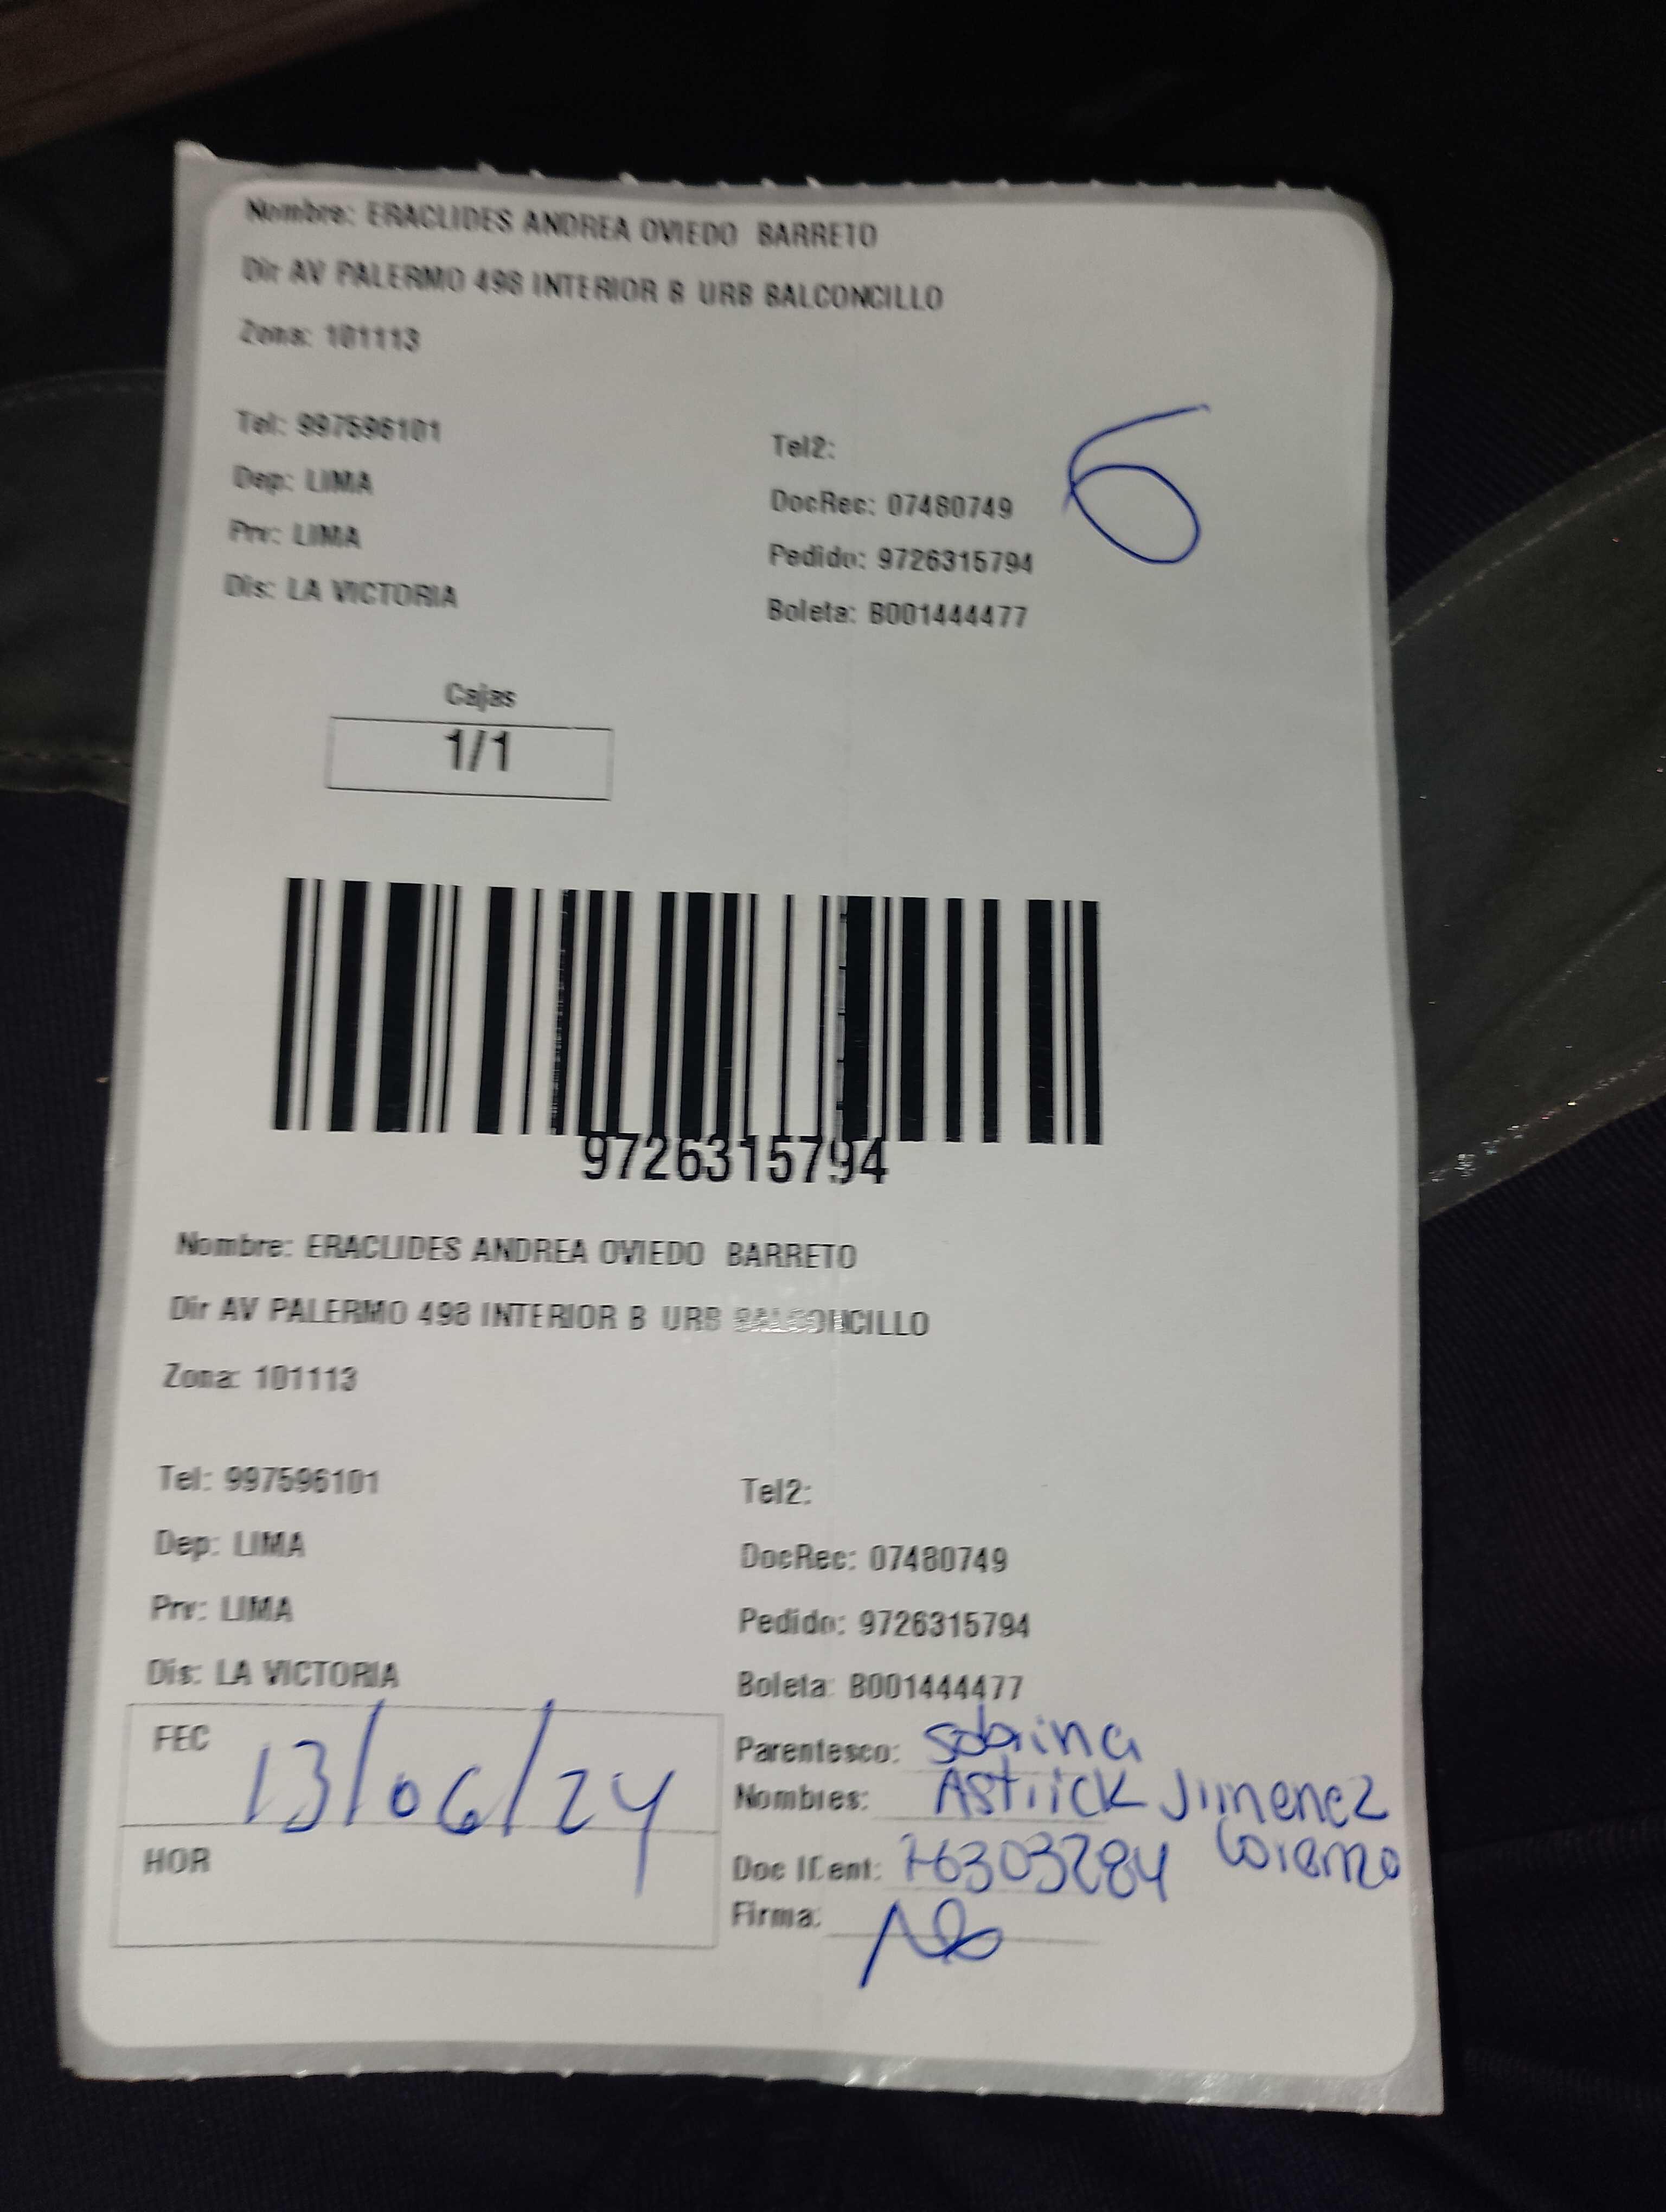 Nombre: ERACLIDES ANDREA OVIEDO BARRETO
Dir AV PALERMO 498 INTERIOR B URB BALCONCILLO
Zona: 101113
Tel: 997596101
Tel2:
Dep: LIMA
DocRec: 07480749
Prv: LIMA
Pedido: 9726315794
Dis: LA VICTORIA
Boleta: B001444477
6
Cajas
1/1
9726315794
Nombre: ERACLIDES ANDREA OVIEDO BARRETO
Dir AV PALERMO 498 INTERIOR B URB BALCONCILLO
Zona: 101113
Tel: 997596101
Tel2:
Dep: LIMA
DocRec: 07480749
Prv: LIMA
Pedido: 9726315794
Dis: LA VICTORIA
Boleta: B001444477
FEC 13/06/24
HOR
Parentesco: sobrina
Nombres: Astrick Jimenez
Lorenzo
Doc IDent: 76303284
Firma: